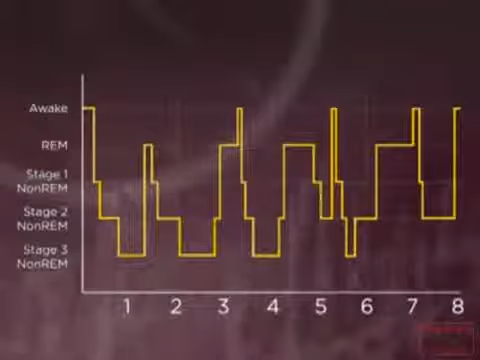 Awake
REM
Stage 1
NonREM
Stage 2
NonREM
Stage 3
NonREM
1 2 3 4 5 6 7 8